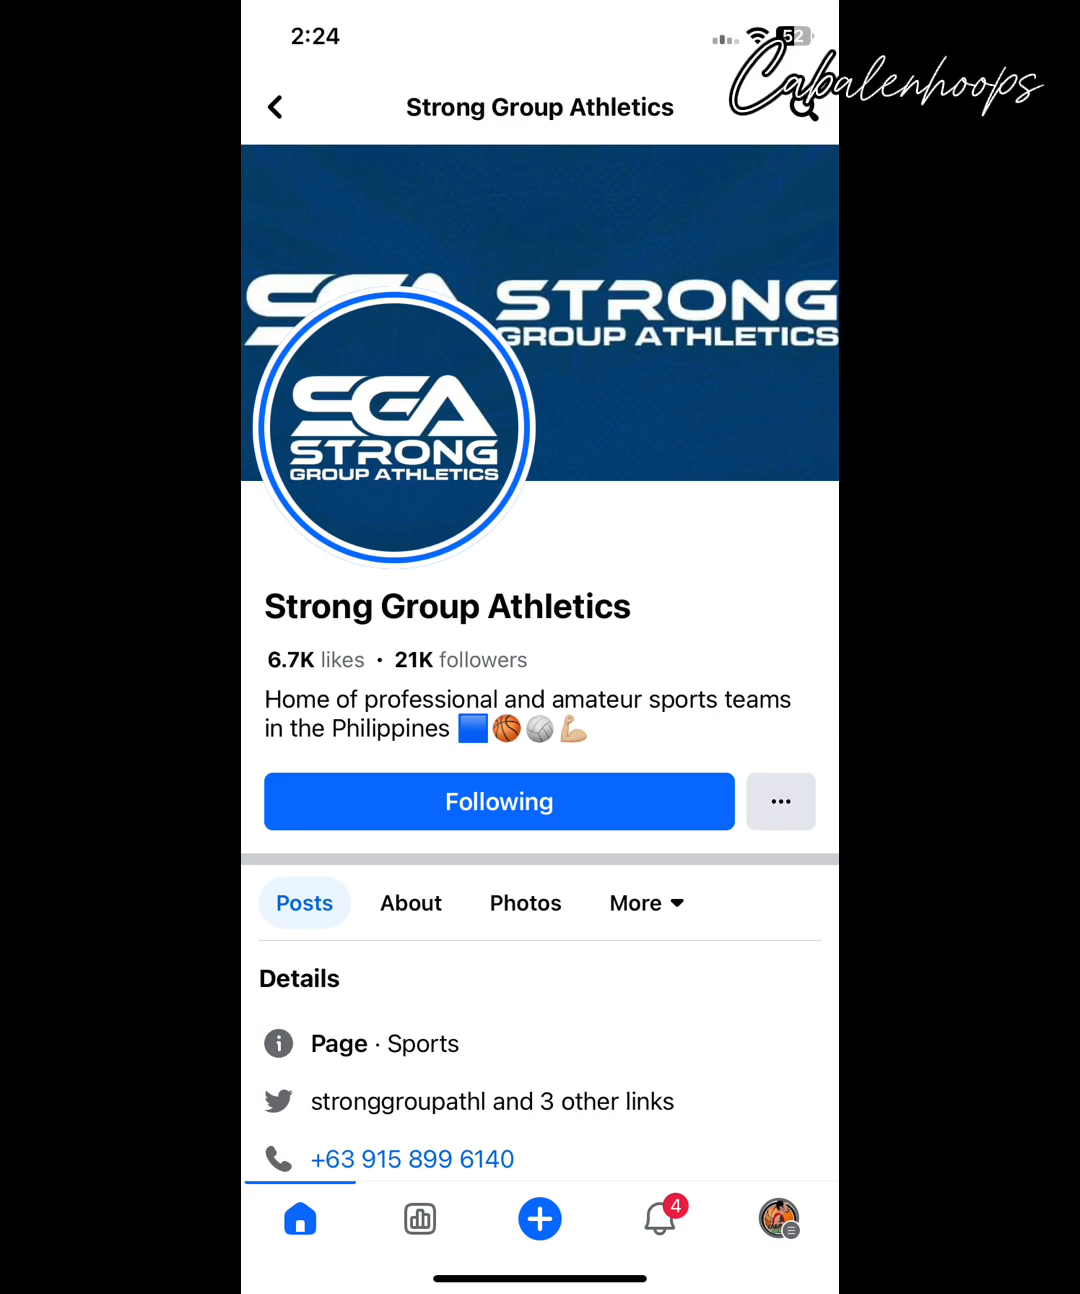 2:24
52
Cabalenhoops
Strong Group Athletics
SGA STRONG
GROUP ATHLETICS
SGA
STRONG
GROUP ATHLETICS
Strong Group Athletics
6.7K likes • 21K followers
Home of professional and amateur sports teams
in the Philippines 🟦🏀🏐💪🏼
Following
Posts About Photos More
Details
Page · Sports
stronggroupathl and 3 other links
+63 915 899 6140
4